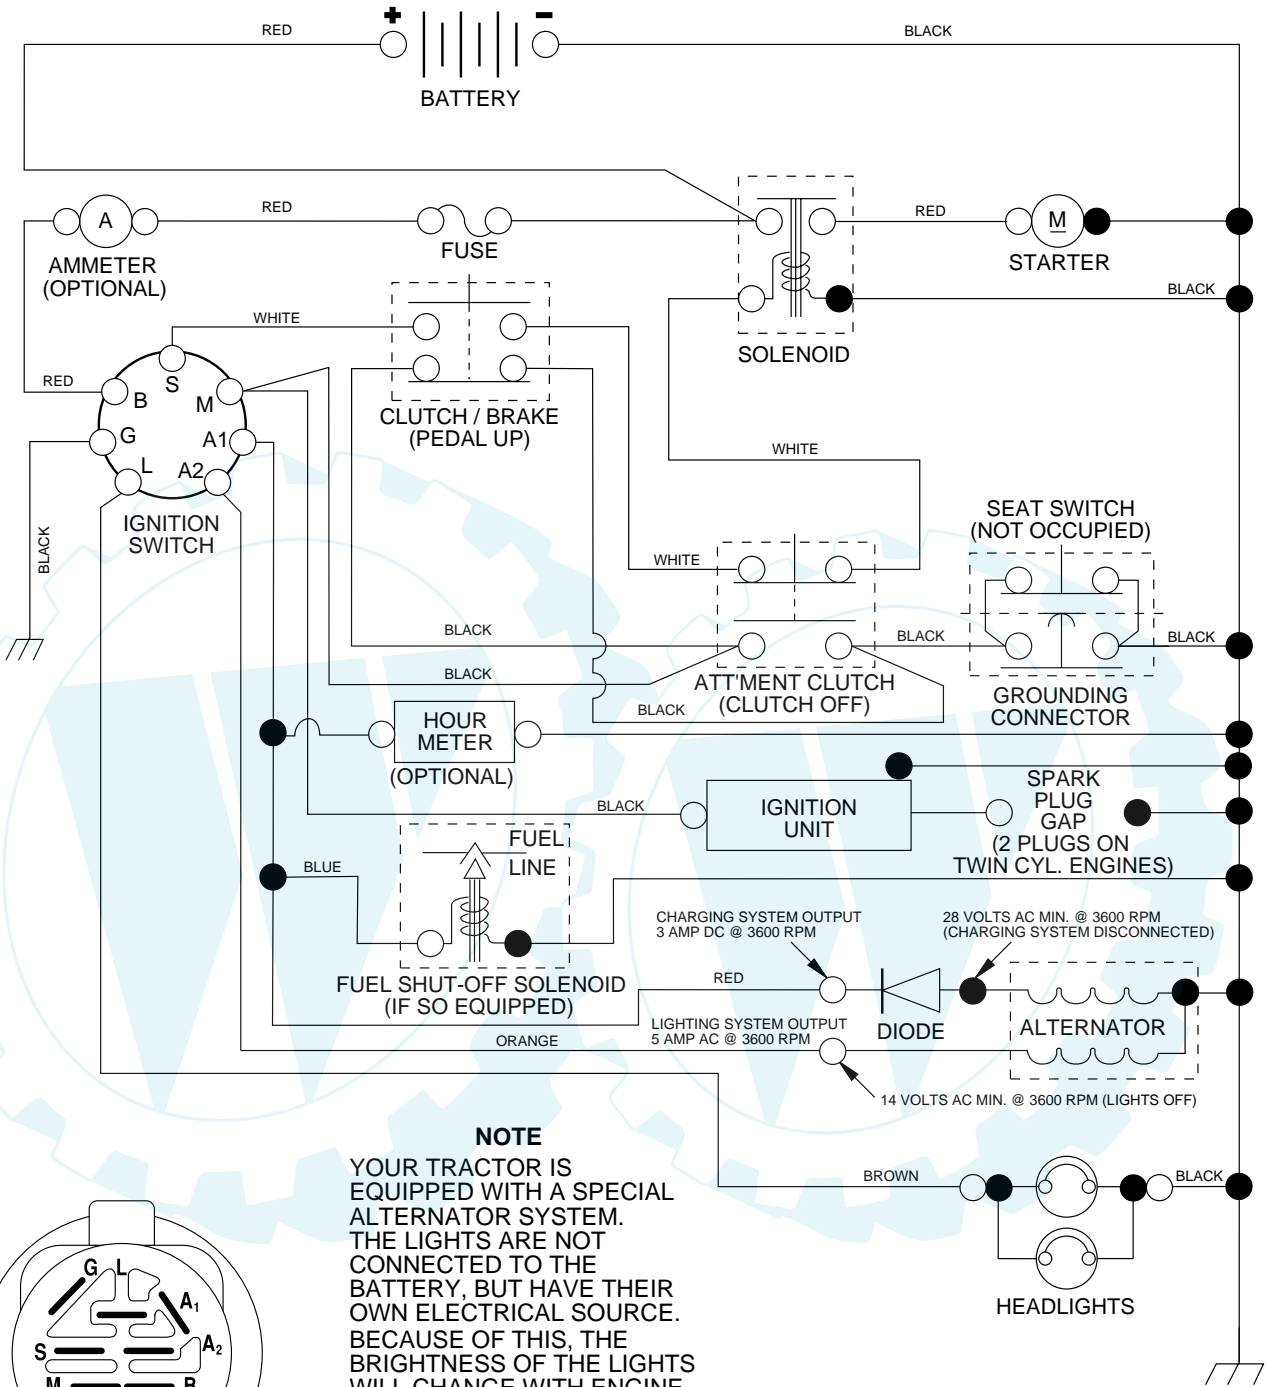 + -
RED
BLACK
BATTERY
A
RED
FUSE
RED
M
AMMETER
(OPTIONAL)
STARTER
BLACK
WHITE
SOLENOID
RED
S
B
M
G
A1
L
A2
CLUTCH / BRAKE
(PEDAL UP)
WHITE
IGNITION
SWITCH
BLACK
SEAT SWITCH
(NOT OCCUPIED)
WHITE
BLACK
BLACK
BLACK
BLACK
ATT'MENT CLUTCH
(CLUTCH OFF)
BLACK
GROUNDING
CONNECTOR
HOUR
METER
(OPTIONAL)
BLACK
IGNITION
UNIT
SPARK
PLUG
GAP
(2 PLUGS ON
TWIN CYL. ENGINES)
FUEL
LINE
BLUE
CHARGING SYSTEM OUTPUT
3 AMP DC @ 3600 RPM
28 VOLTS AC MIN. @ 3600 RPM
(CHARGING SYSTEM DISCONNECTED)
FUEL SHUT-OFF SOLENOID
(IF SO EQUIPPED)
RED
DIODE
ALTERNATOR
LIGHTING SYSTEM OUTPUT
5 AMP AC @ 3600 RPM
ORANGE
14 VOLTS AC MIN. @ 3600 RPM (LIGHTS OFF)
NOTE
YOUR TRACTOR IS
EQUIPPED WITH A SPECIAL
ALTERNATOR SYSTEM.
THE LIGHTS ARE NOT
CONNECTED TO THE
BATTERY, BUT HAVE THEIR
OWN ELECTRICAL SOURCE.
BECAUSE OF THIS, THE
BRIGHTNESS OF THE LIGHTS
WILL CHANGE WITH ENGINE
BROWN
BLACK
HEADLIGHTS
G L
A1
S
A2
M
B